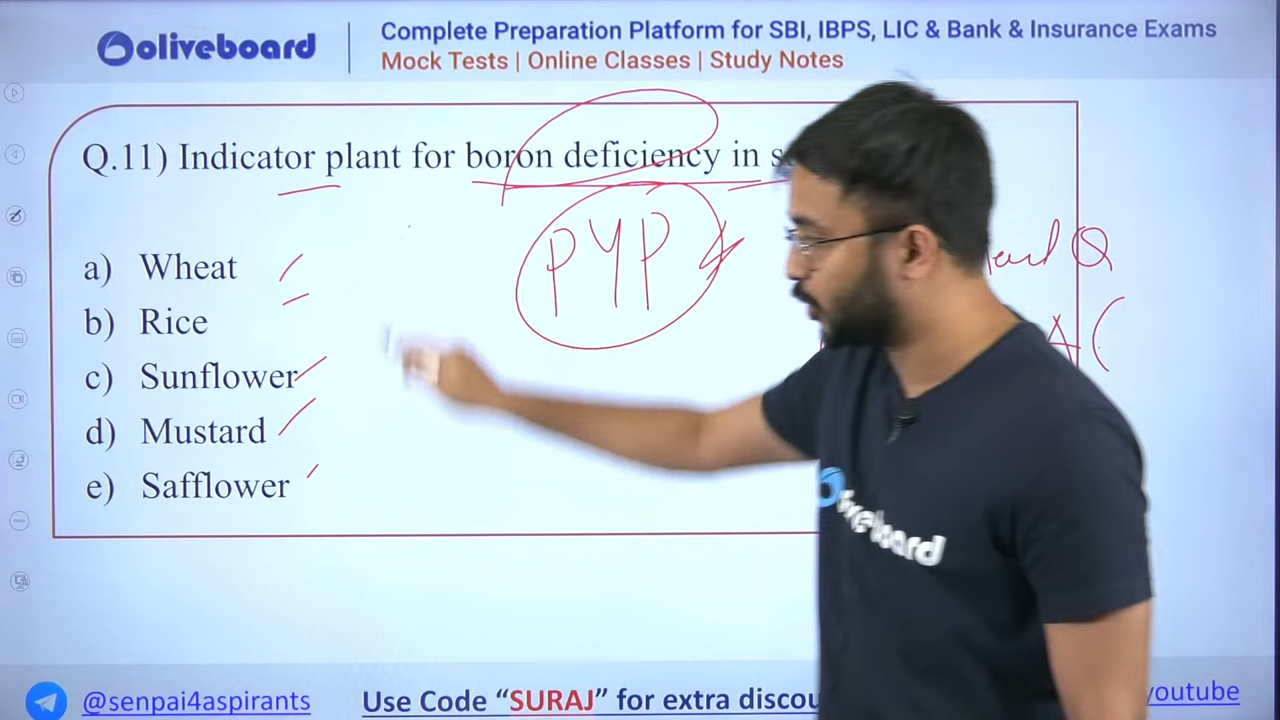 oliveboard
Complete Preparation Platform for SBI, IBPS, LIC & Bank & Insurance Exams
Mock Tests | Online Classes | Study Notes
Q.11) Indicator plant for boron deficiency in
PYP
Q
a) Wheat
b) Rice
c) Sunflower
d) Mustard
e) Safflower
oliveboard
@senpai4aspirants
Use Code “SURAJ” for extra
youtube